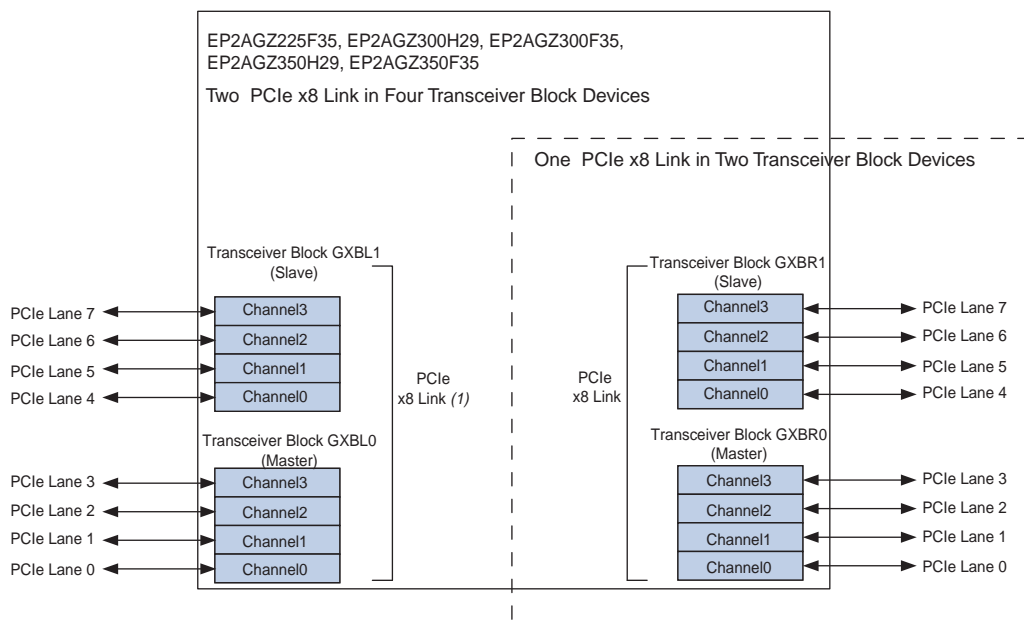 EP2AGZ225F35, EP2AGZ300H29, EP2AGZ300F35,
EP2AGZ350H29, EP2AGZ350F35
Two PCIe x8 Link in Four Transceiver Block Devices
One PCIe x8 Link in Two Transceiver Block Devices
Transceiver Block GXBL1
(Slave)
PCIe Lane 7
Channel3
PCIe Lane 6
Channel2
PCIe Lane 5
Channel1
PCIe Lane 4
Channel0
PCIe
x8 Link (1)
Transceiver Block GXBL0
(Master)
PCIe Lane 3
Channel3
PCIe Lane 2
Channel2
PCIe Lane 1
Channel1
PCIe Lane 0
Channel0
Transceiver Block GXBR1
(Slave)
Channel3
PCIe Lane 7
Channel2
PCIe Lane 6
Channel1
PCIe Lane 5
Channel0
PCIe Lane 4
PCIe
x8 Link
Transceiver Block GXBR0
(Master)
Channel3
PCIe Lane 3
Channel2
PCIe Lane 2
Channel1
PCIe Lane 1
Channel0
PCIe Lane 0